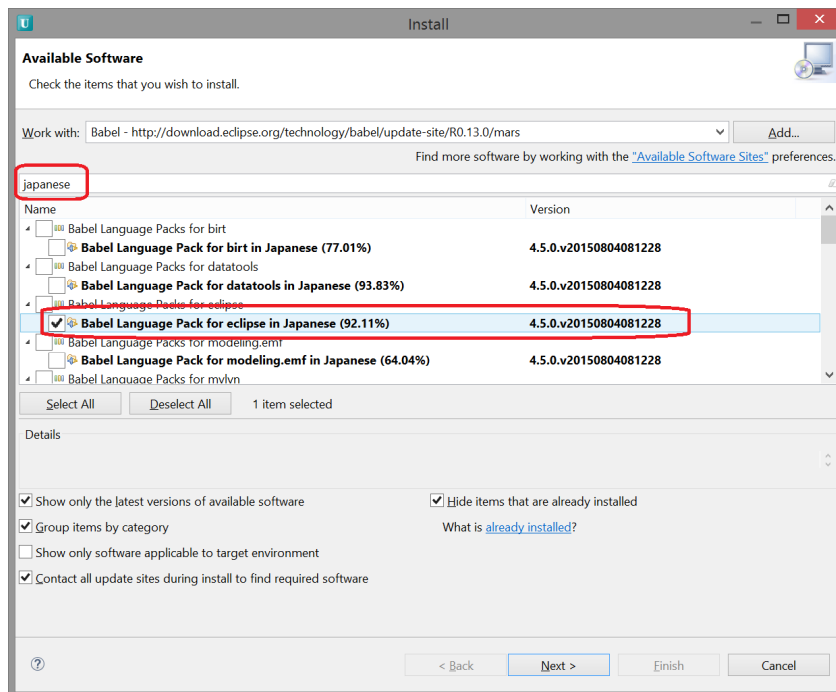 U
Install
Available Software
Check the items that you wish to install.
Work with: Babel - http://download.eclipse.org/technology/babel/update-site/R0.13.0/mars Add...
Find more software by working with the "Available Software Sites" preferences.
japanese
Name Version
Babel Language Packs for birt
Babel Language Pack for birt in Japanese (77.01%) 4.5.0.v20150804081228
Babel Language Packs for datatools
Babel Language Pack for datatools in Japanese (93.83%) 4.5.0.v20150804081228
Babel Language Packs for eclipse
Babel Language Pack for eclipse in Japanese (92.11%) 4.5.0.v20150804081228
Babel Language Packs for modeling.emf
Babel Language Pack for modeling.emf in Japanese (64.04%) 4.5.0.v20150804081228
Babel Language Packs for mylyn
Select All Deselect All 1 item selected
Details
Show only the latest versions of available software Hide items that are already installed
Group items by category What is already installed?
Show only software applicable to target environment
Contact all update sites during install to find required software
? < Back Next > Finish Cancel